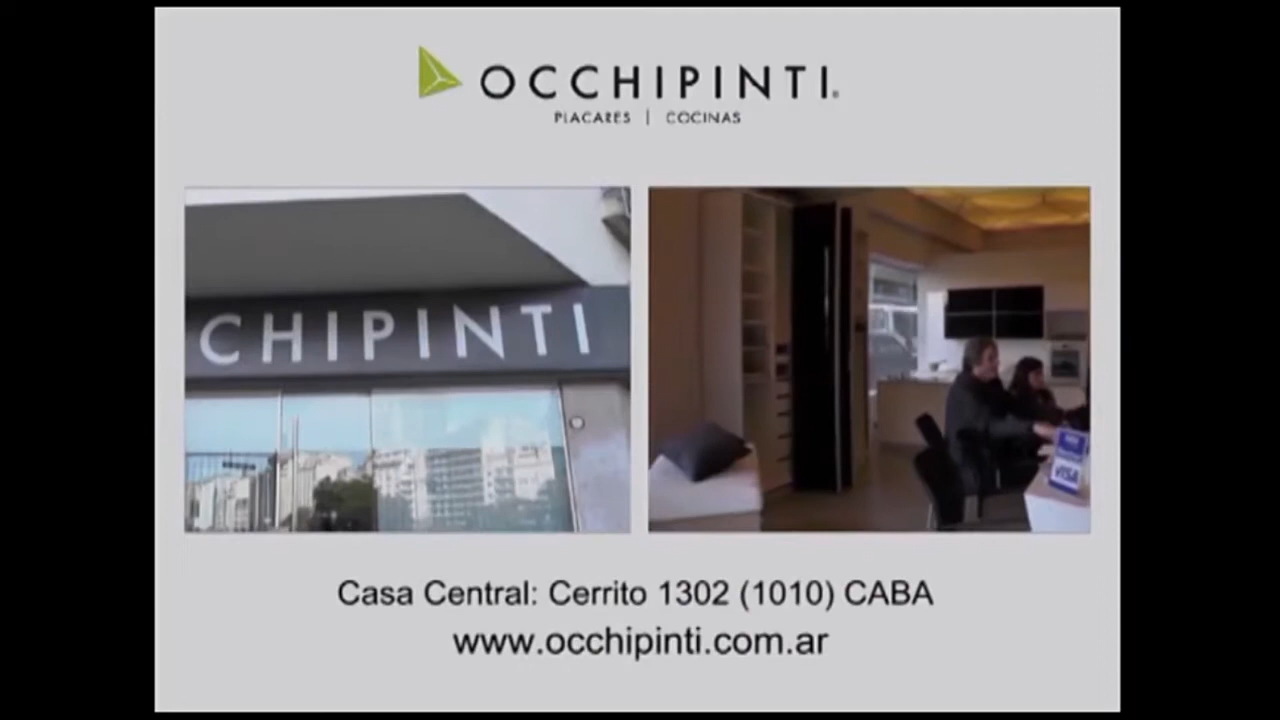 OCCHIPINTI®
PLACARES | COCINAS
CHIPINTI
VISA
Casa Central: Cerrito 1302 (1010) CABA
www.occhipinti.com.ar